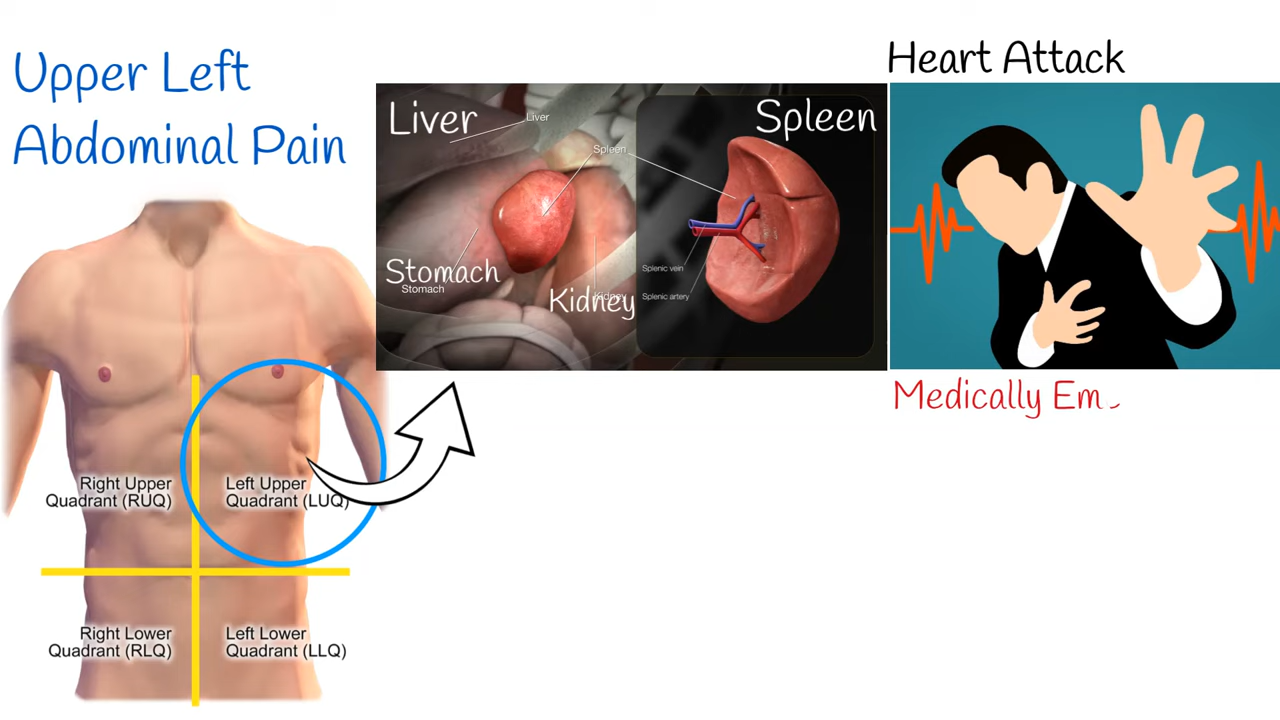 Upper Left
Abdominal Pain
Right Upper
Quadrant (RUQ)
Left Upper
Quadrant (LUQ)
Right Lower
Quadrant (RLQ)
Left Lower
Quadrant (LLQ)
Liver
Liver
Spleen
Stomach
Stomach
Kidney
Kidney
Spleen
Splenic vein
Splenic artery
Heart Attack
Medically Em